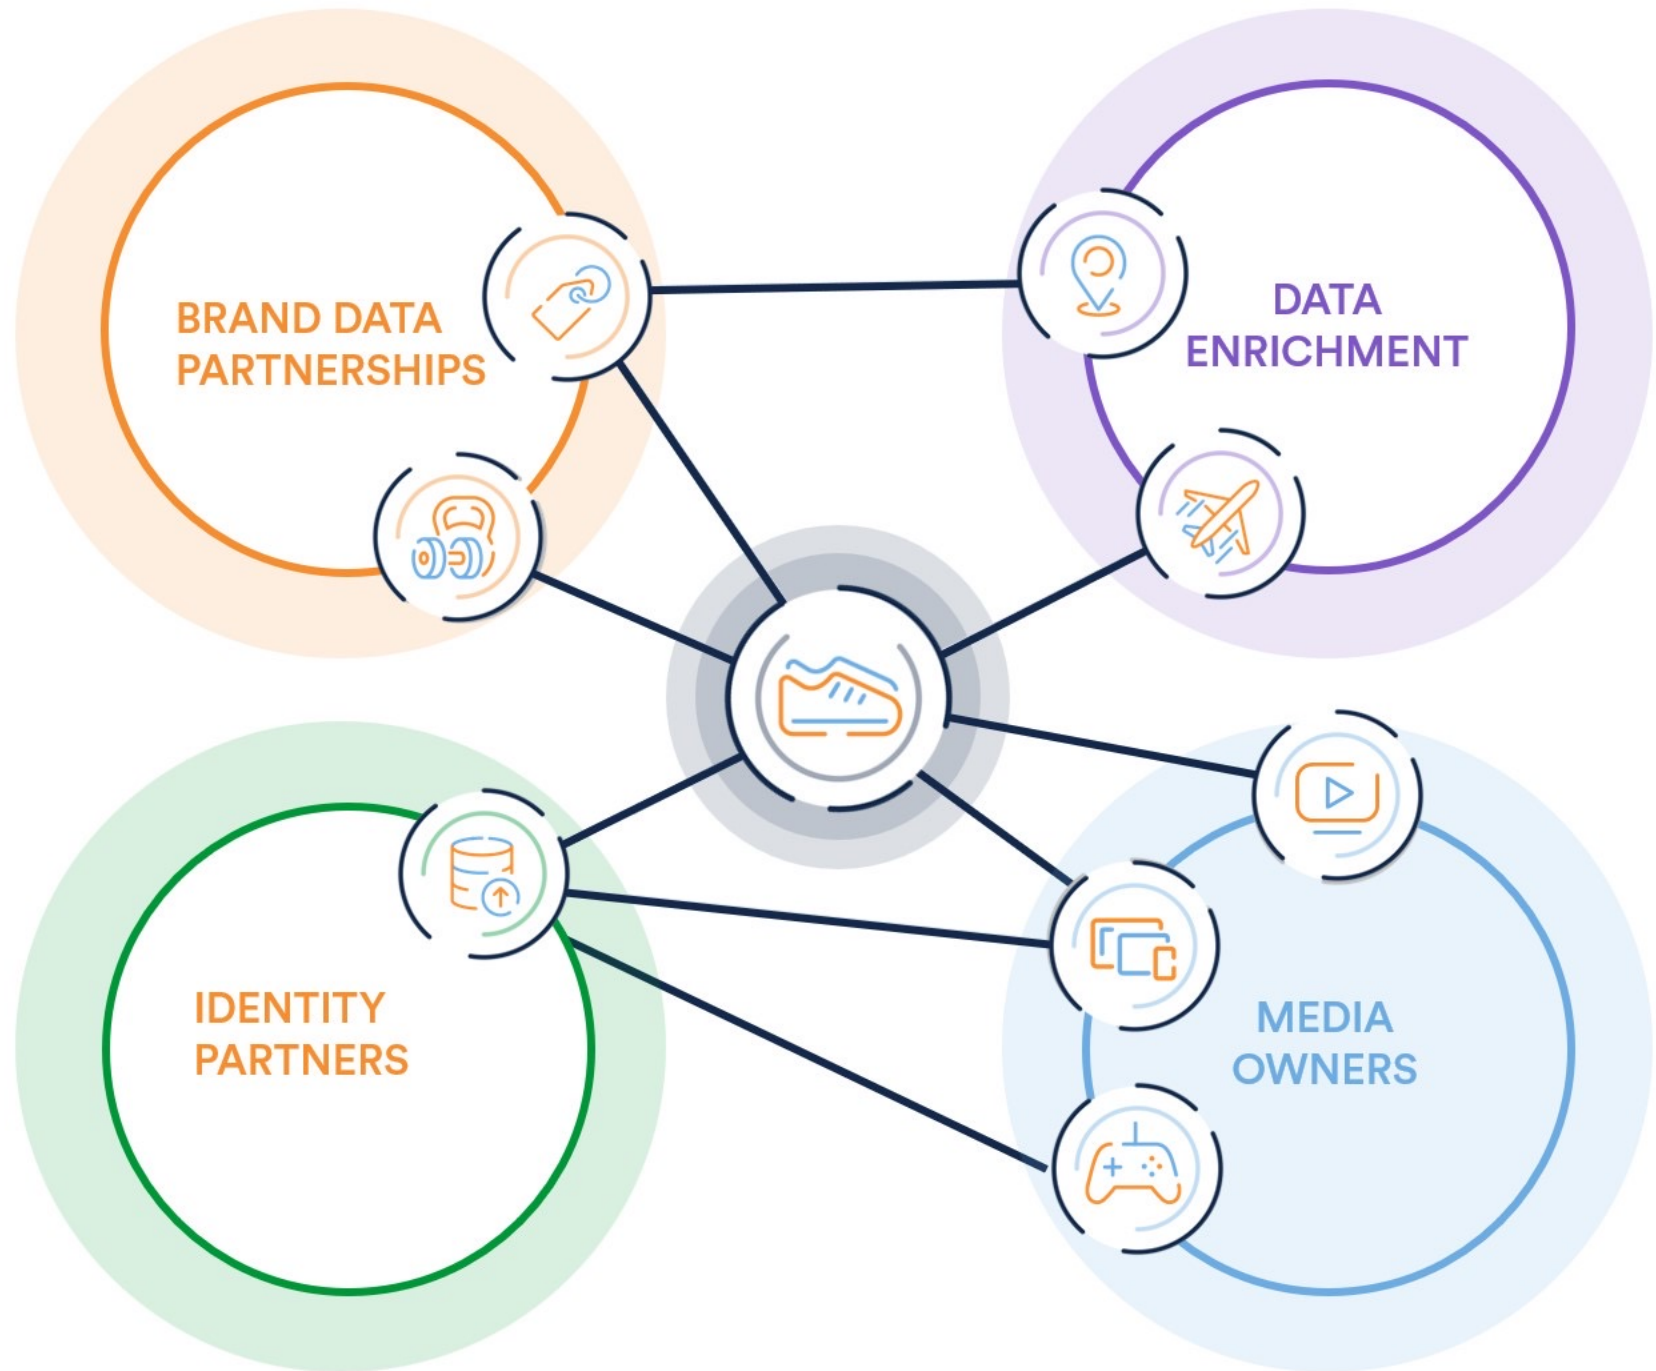 BRAND DATA
PARTNERSHIPS
DATA
ENRICHMENT
IDENTITY
PARTNERS
MEDIA
OWNERS